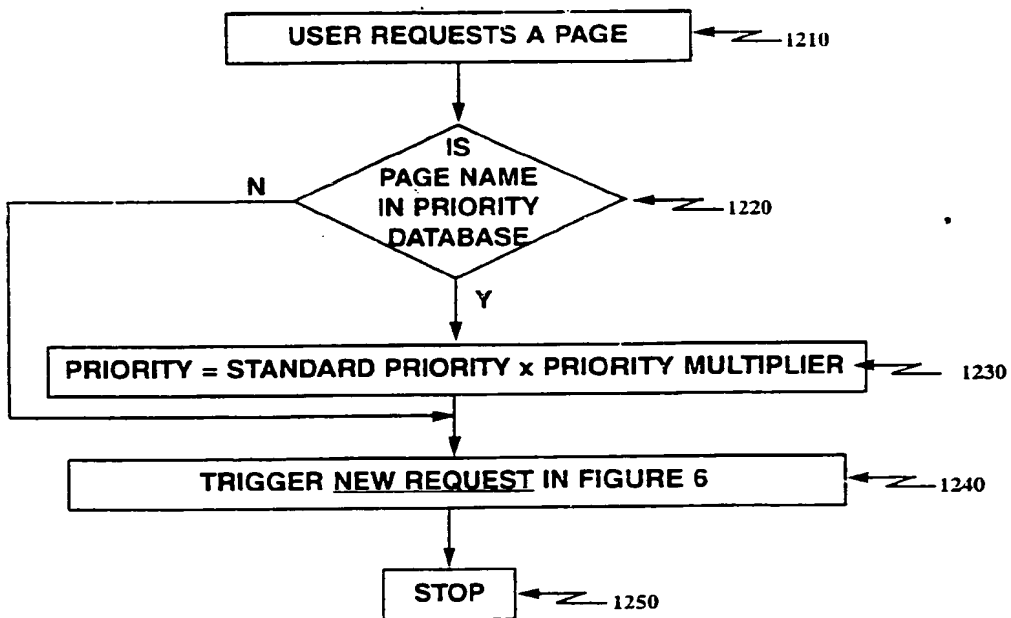 USER REQUESTS A PAGE
1210
IS
PAGE NAME
IN PRIORITY
DATABASE
1220
N
Y
PRIORITY = STANDARD PRIORITY x PRIORITY MULTIPLIER
1230
TRIGGER NEW REQUEST IN FIGURE 6
1240
STOP
1250